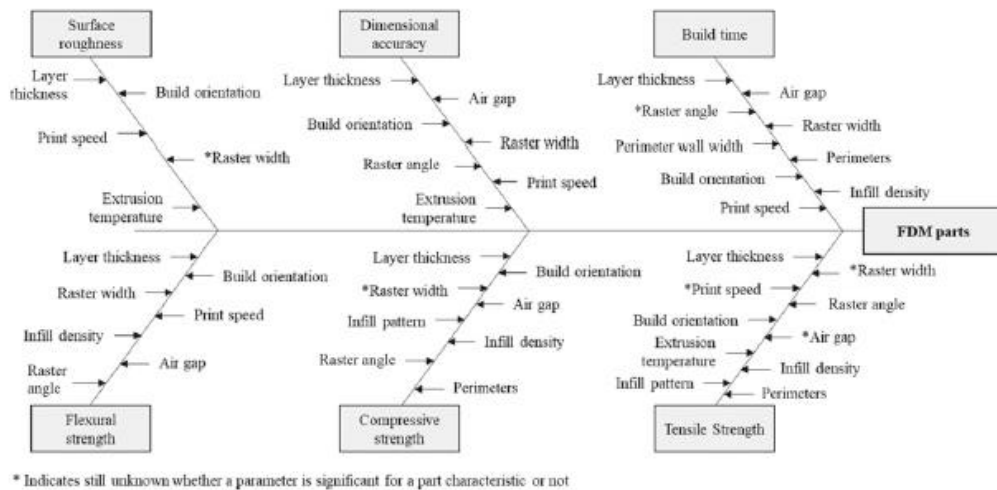 Surface
roughness
Dimensional
accuracy
Build time
Layer
thickness
Build orientation
Print speed
*Raster width
Extrusion
temperature
Layer thickness
Air gap
Build orientation
Raster width
Raster angle
Print speed
Extrusion
temperature
Layer thickness
Air gap
*Raster angle
Raster width
Perimeter wall width
Perimeters
Build orientation
Infill density
Print speed
FDM parts
Layer thickness
Build orientation
Raster width
Print speed
Infill density
Air gap
Raster
angle
Flexural
strength
Layer thickness
Build orientation
*Raster width
Air gap
Infill pattern
Infill density
Raster angle
Perimeters
Compressive
strength
Layer thickness
*Raster width
*Print speed
Raster angle
Build orientation
*Air gap
Extrusion
temperature
Infill density
Infill pattern
Perimeters
Tensile Strength
* Indicates still unknown whether a parameter is significant for a part characteristic or not